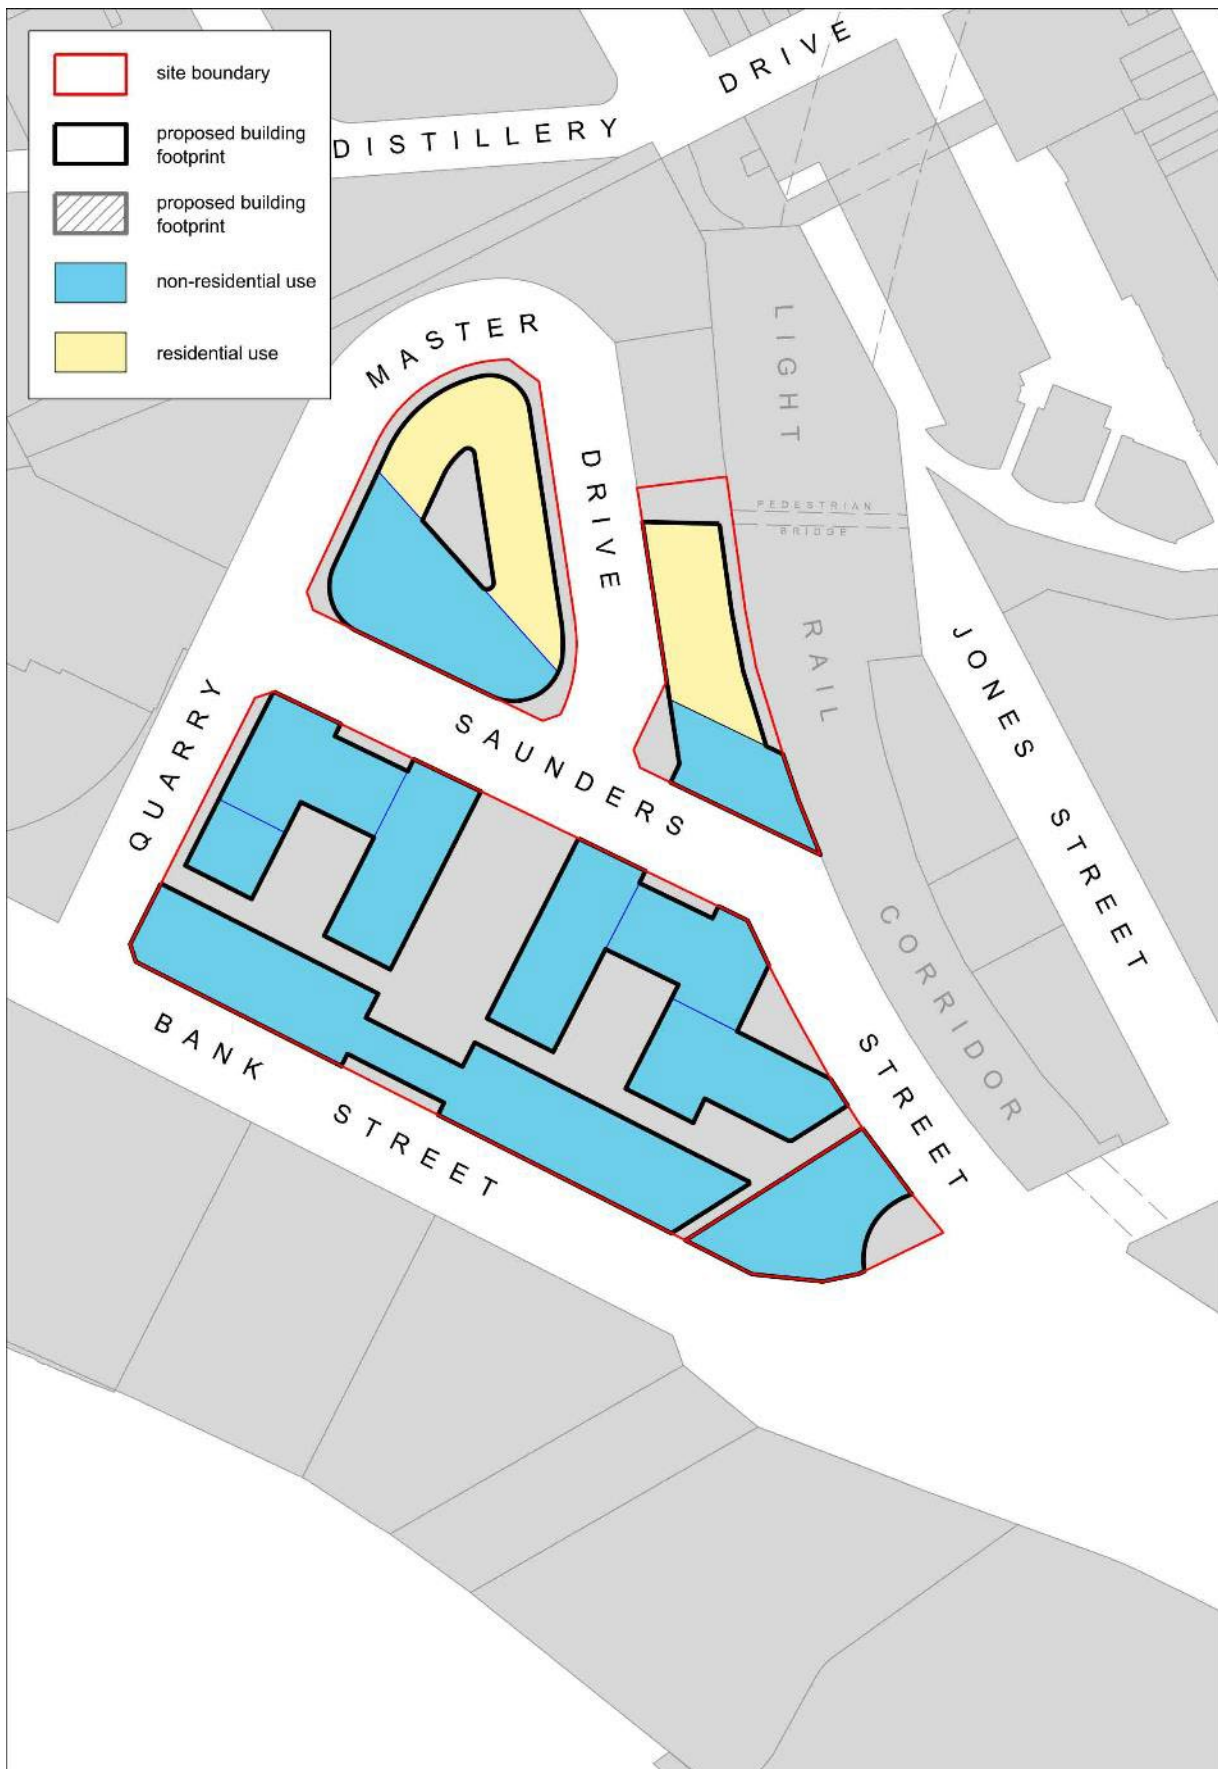 site boundary
proposed building
footprint
proposed building
footprint
non-residential use
residential use
DRIVE
DISTILLERY
MASTER
DRIVE
LIGHT
RAIL
CORRIDOR
PEDESTRIAN
BRIDGE
JONES STREET
QUARRY
SAUNDERS
STREET
BANK STREET